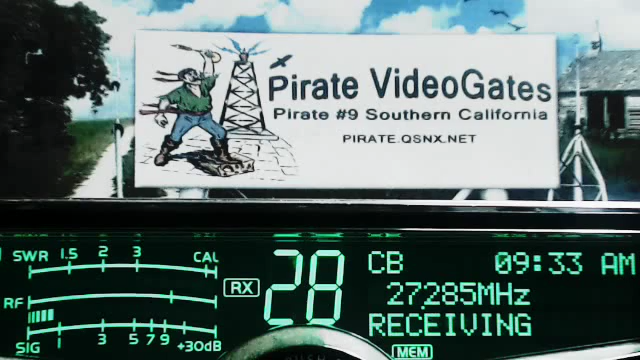 Pirate VideoGates
Pirate #9 Southern California
PIRATE.QSNX.NET
SWR 1.5 2 3 CAL
RF
SIG 1 3 5 7 9 +30dB
RX
28
CB 09:33 AM
27285MHz
RECEIVING
MEM